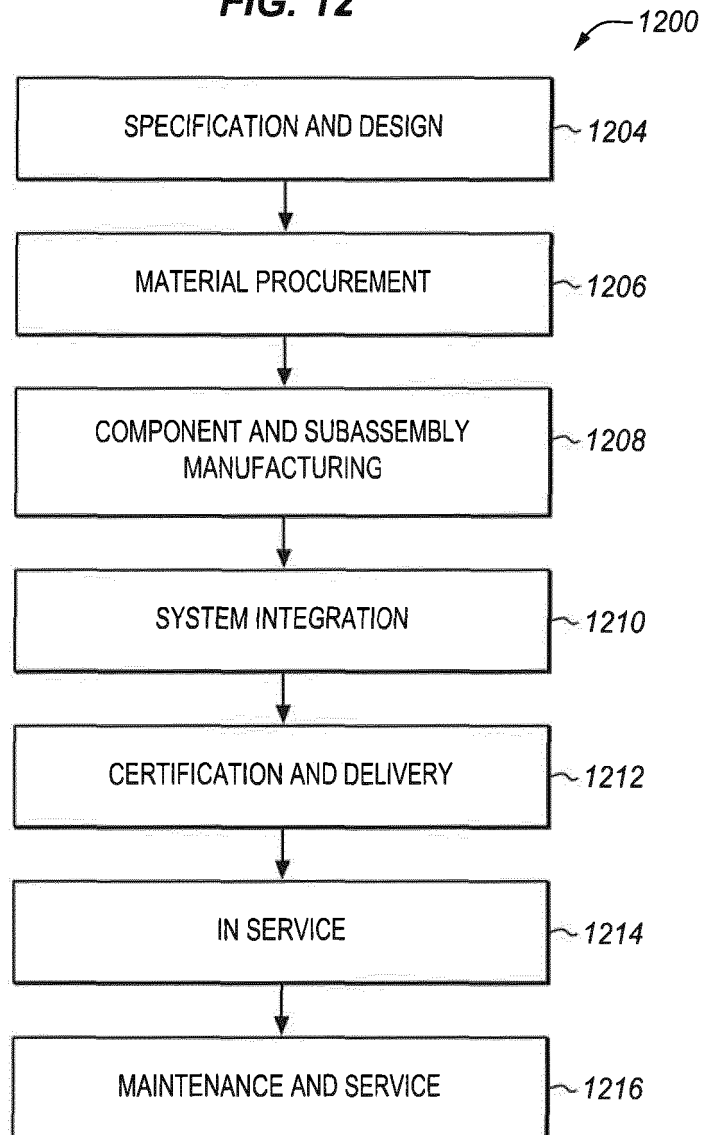 FIG. 12
1200
SPECIFICATION AND DESIGN
1204
MATERIAL PROCUREMENT
1206
COMPONENT AND SUBASSEMBLY
MANUFACTURING
1208
SYSTEM INTEGRATION
1210
CERTIFICATION AND DELIVERY
1212
IN SERVICE
1214
MAINTENANCE AND SERVICE
1216